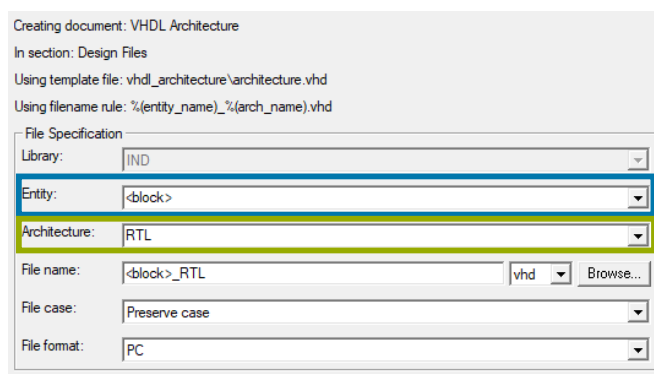 Creating document: VHDL Architecture
In section: Design Files
Using template file: vhdl_architecture\architecture.vhd
Using filename rule: %(entity_name)_%(arch_name).vhd
File Specification
Library: IND
Entity: <block>
Architecture: RTL
File name: <block>_RTL vhd Browse...
File case: Preserve case
File format: PC